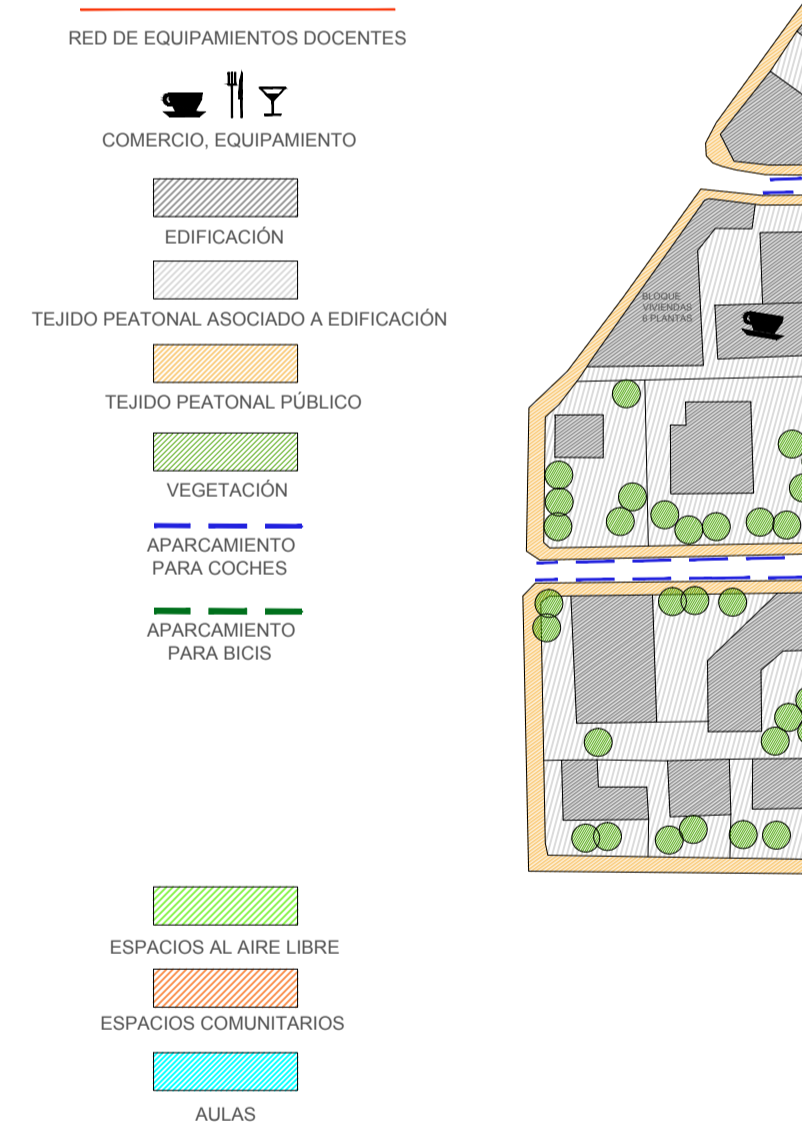 RED DE EQUIPAMIENTOS DOCENTES
COMERCIO, EQUIPAMIENTO
EDIFICACIÓN
TEJIDO PEATONAL ASOCIADO A EDIFICACIÓN
TEJIDO PEATONAL PÚBLICO
VEGETACIÓN
APARCAMIENTO
PARA COCHES
APARCAMIENTO
PARA BICIS
ESPACIOS AL AIRE LIBRE
ESPACIOS COMUNITARIOS
AULAS
BLOQUE
VIVIENDAS
6 PLANTAS